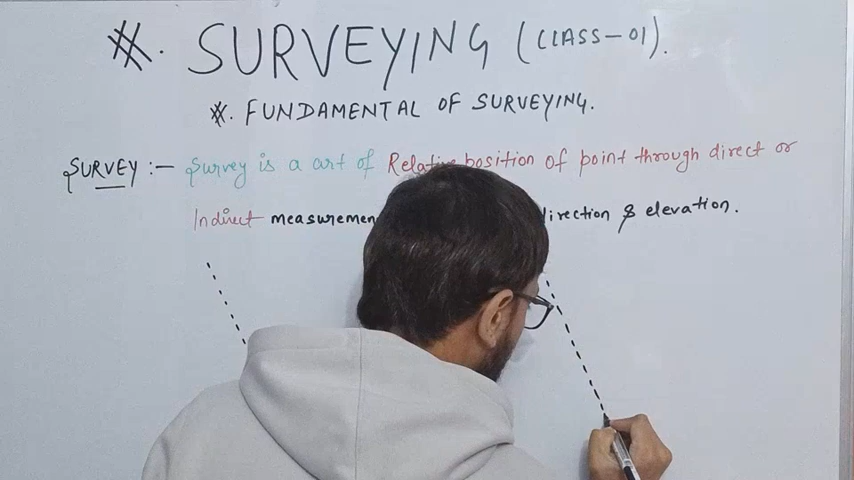 ⋕. SURVEYING (CLASS-01).
⋕. FUNDAMENTAL OF SURVEYING.
SURVEY :- Survey is a art of Relative position of point through direct or
Indirect measuremen direction & elevation.